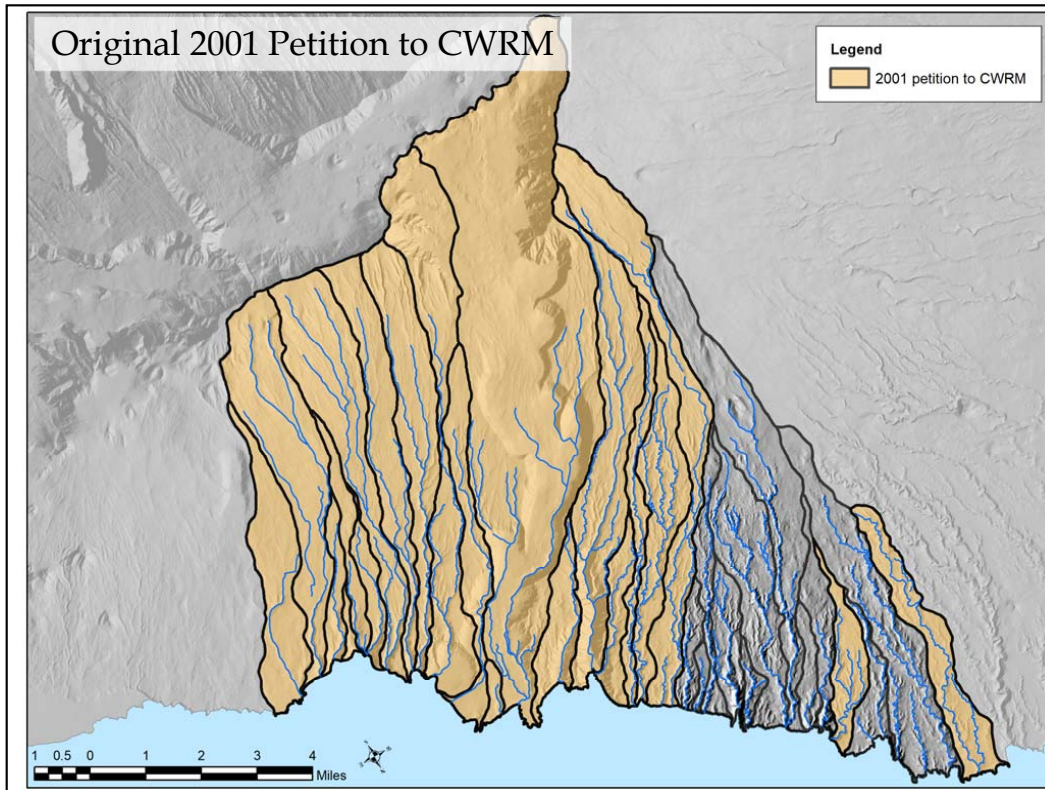 Original 2001 Petition to CWRM
Legend
2001 petition to CWRM
1 0.5 0 1 2 3 4
Miles